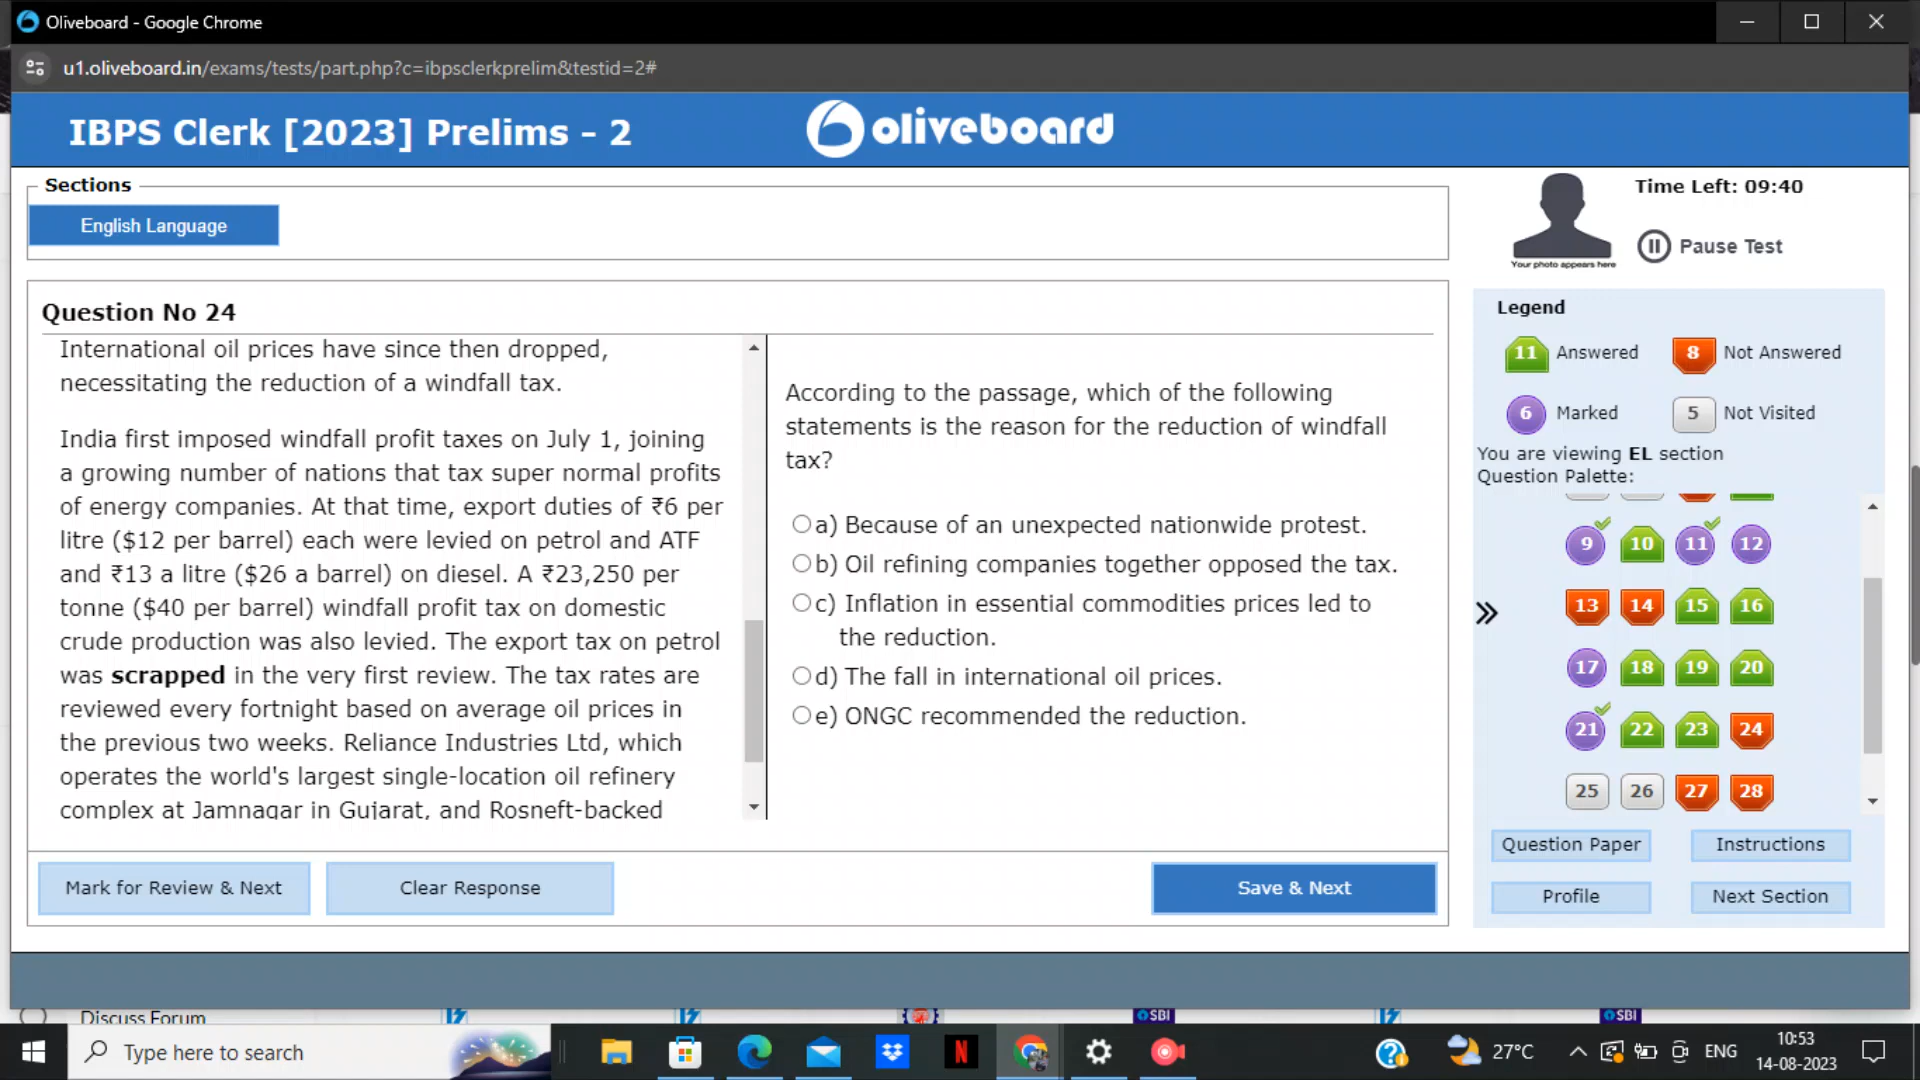 Oliveboard - Google Chrome
u1.oliveboard.in/exams/tests/part.php?c=ibpsclerkprelim&testid=2#
IBPS Clerk [2023] Prelims - 2
oliveboard
Sections
English Language
Your photo appears here
Time Left: 09:40
Pause Test
Question No 24
International oil prices have since then dropped,
necessitating the reduction of a windfall tax.
India first imposed windfall profit taxes on July 1, joining
a growing number of nations that tax super normal profits
of energy companies. At that time, export duties of ₹6 per
litre ($12 per barrel) each were levied on petrol and ATF
and ₹13 a litre ($26 a barrel) on diesel. A ₹23,250 per
tonne ($40 per barrel) windfall profit tax on domestic
crude production was also levied. The export tax on petrol
was scrapped in the very first review. The tax rates are
reviewed every fortnight based on average oil prices in
the previous two weeks. Reliance Industries Ltd, which
operates the world's largest single-location oil refinery
complex at Jamnagar in Gujarat, and Rosneft-backed
According to the passage, which of the following
statements is the reason for the reduction of windfall
tax?
a) Because of an unexpected nationwide protest.
b) Oil refining companies together opposed the tax.
c) Inflation in essential commodities prices led to
the reduction.
d) The fall in international oil prices.
e) ONGC recommended the reduction.
Mark for Review & Next
Clear Response
Save & Next
Legend
11 Answered
8 Not Answered
6 Marked
5 Not Visited
You are viewing EL section
Question Palette:
9 10 11 12
13 14 15 16
17 18 19 20
21 22 23 24
25 26 27 28
Question Paper
Instructions
Profile
Next Section
Discuss Forum
SBI
SBI
Type here to search
27°C
ENG
10:53
14-08-2023